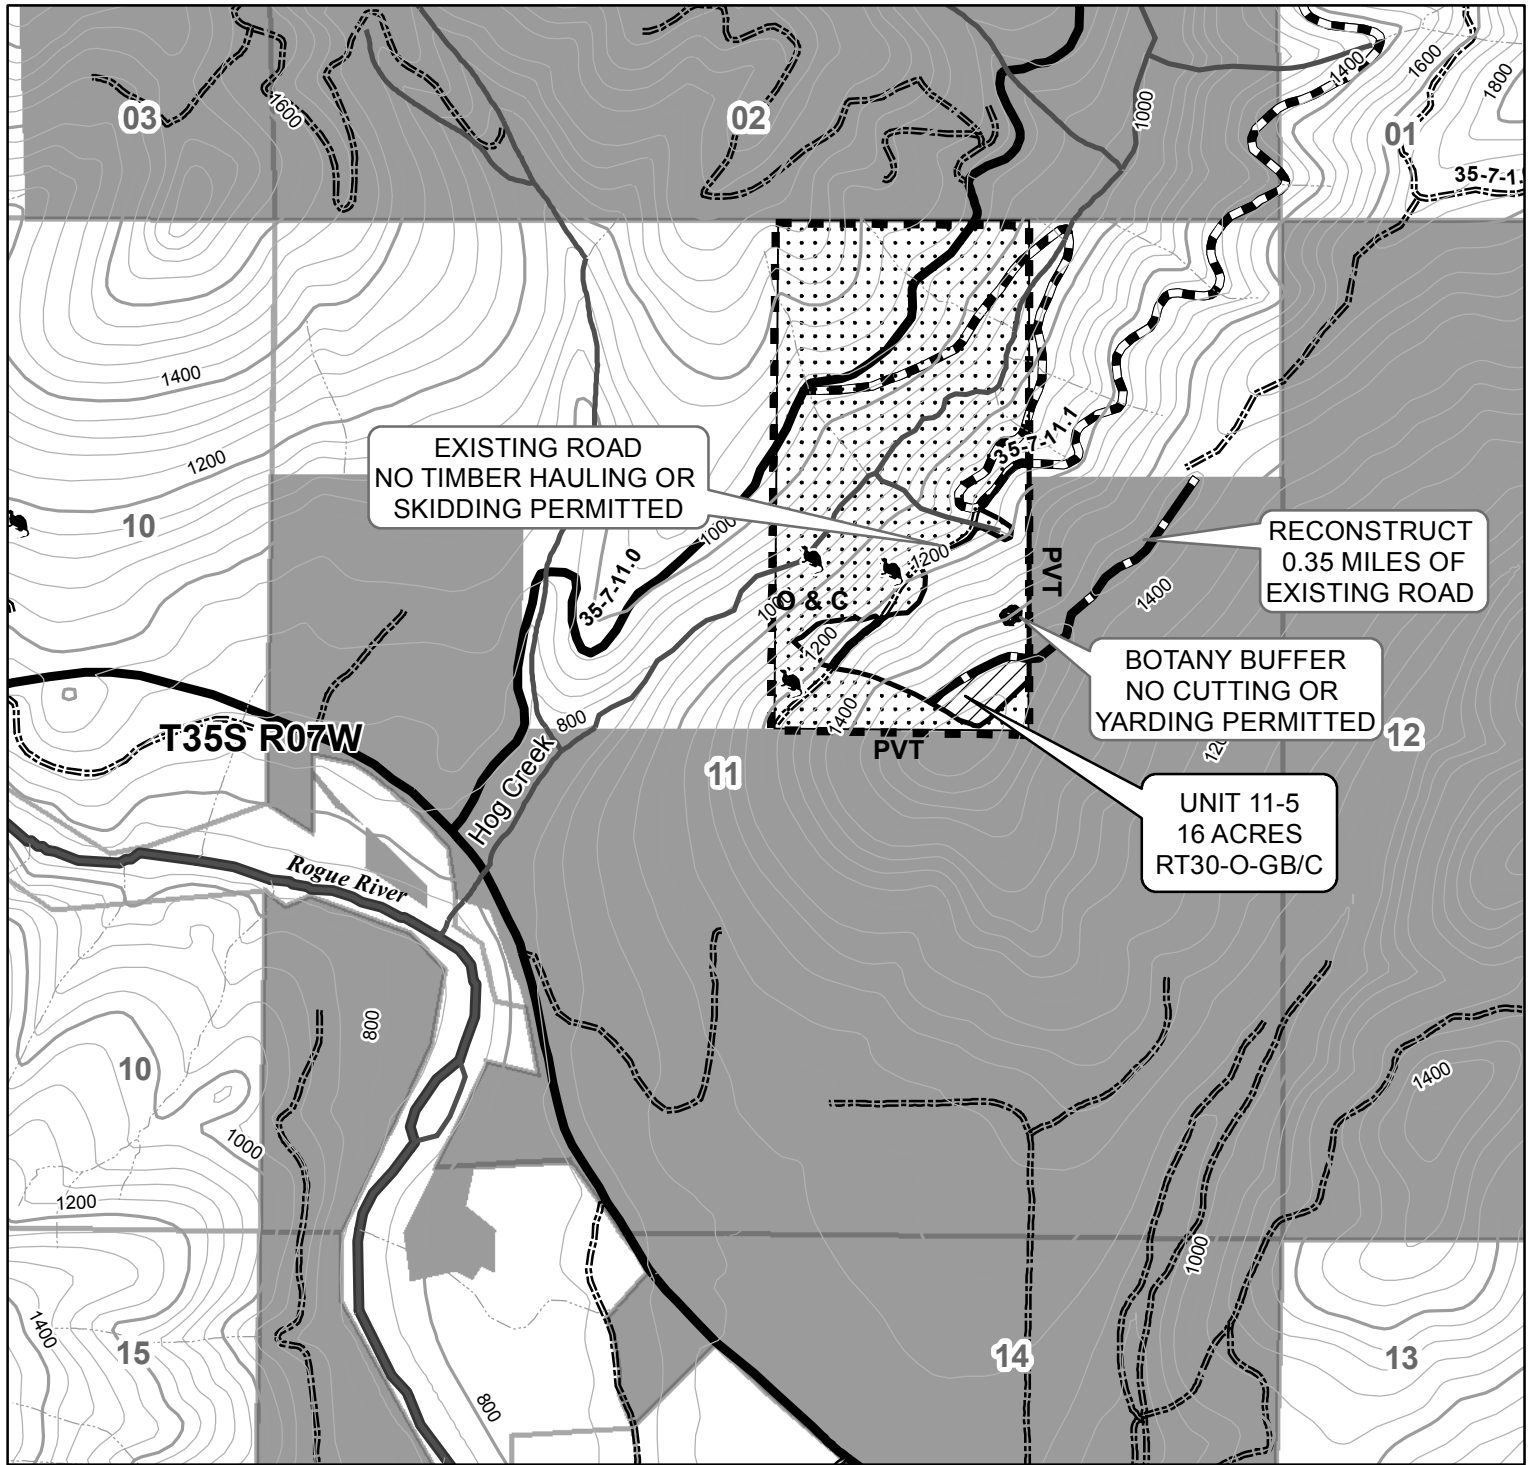 03
1600
02
1000
1400
1600
1800
01
35-7-1.
1400
1200
10
EXISTING ROAD
NO TIMBER HAULING OR
SKIDDING PERMITTED
1000
35-7-11.0
35-7-11.1
1200
PVT
RECONSTRUCT
0.35 MILES OF
EXISTING ROAD
1400
O & C
1000
1200
BOTANY BUFFER
NO CUTTING OR
YARDING PERMITTED
1400
PVT
800
T35S R07W
Hog Creek
11
12
UNIT 11-5
16 ACRES
RT30-O-GB/C
Rogue River
800
10
1000
1200
1400
1000
1400
15
14
13
800